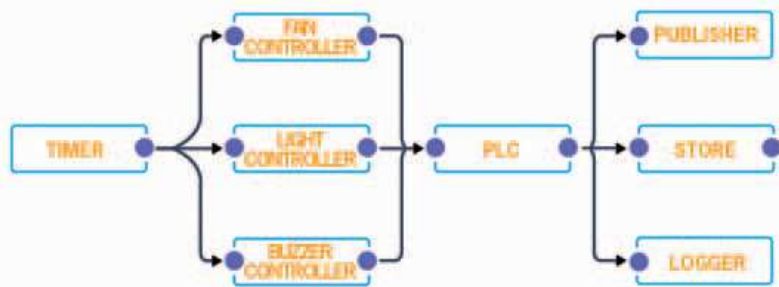 FAN
CONTROLLER
PUBLISHER
TIMER
LIGHT
CONTROLLER
PLC
STORE
BUZZER
CONTROLLER
LOGGER